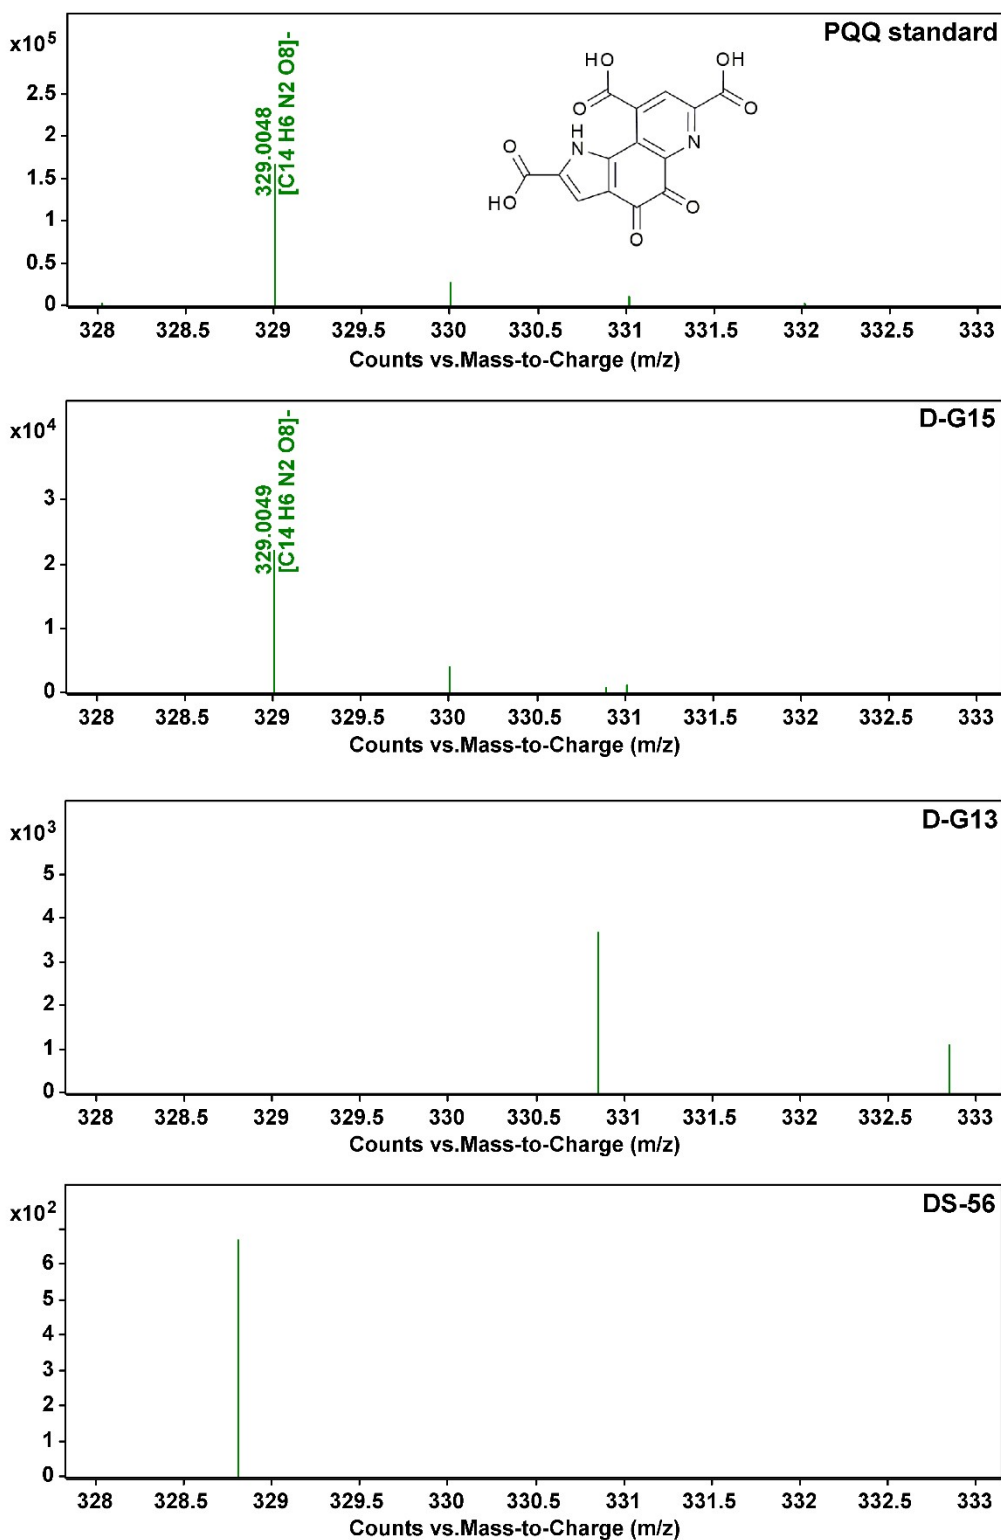 PQQ standard
x10^5
2.5
2
1.5
1
0.5
0
329.0048
[C14 H6 N2 O8]-
HO
O
OH
O
H
N
N
O
HO
O
O
328 328.5 329 329.5 330 330.5 331 331.5 332 332.5 333
Counts vs.Mass-to-Charge (m/z)
D-G15
x10^4
3
2
1
0
329.0049
[C14 H6 N2 O8]-
328 328.5 329 329.5 330 330.5 331 331.5 332 332.5 333
Counts vs.Mass-to-Charge (m/z)
D-G13
x10^3
5
4
3
2
1
0
328 328.5 329 329.5 330 330.5 331 331.5 332 332.5 333
Counts vs.Mass-to-Charge (m/z)
DS-56
x10^2
6
5
4
3
2
1
0
328 328.5 329 329.5 330 330.5 331 331.5 332 332.5 333
Counts vs.Mass-to-Charge (m/z)